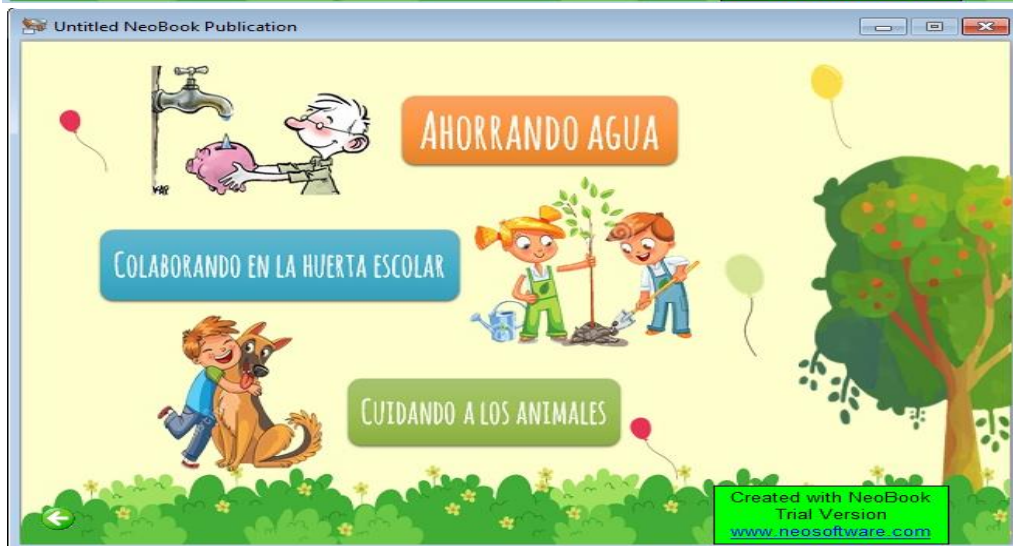 Untitled NeoBook Publication
AHORRANDO AGUA
COLABORANDO EN LA HUERTA ESCOLAR
CUIDANDO A LOS ANIMALES
Created with NeoBook
Trial Version
www.neosoftware.com